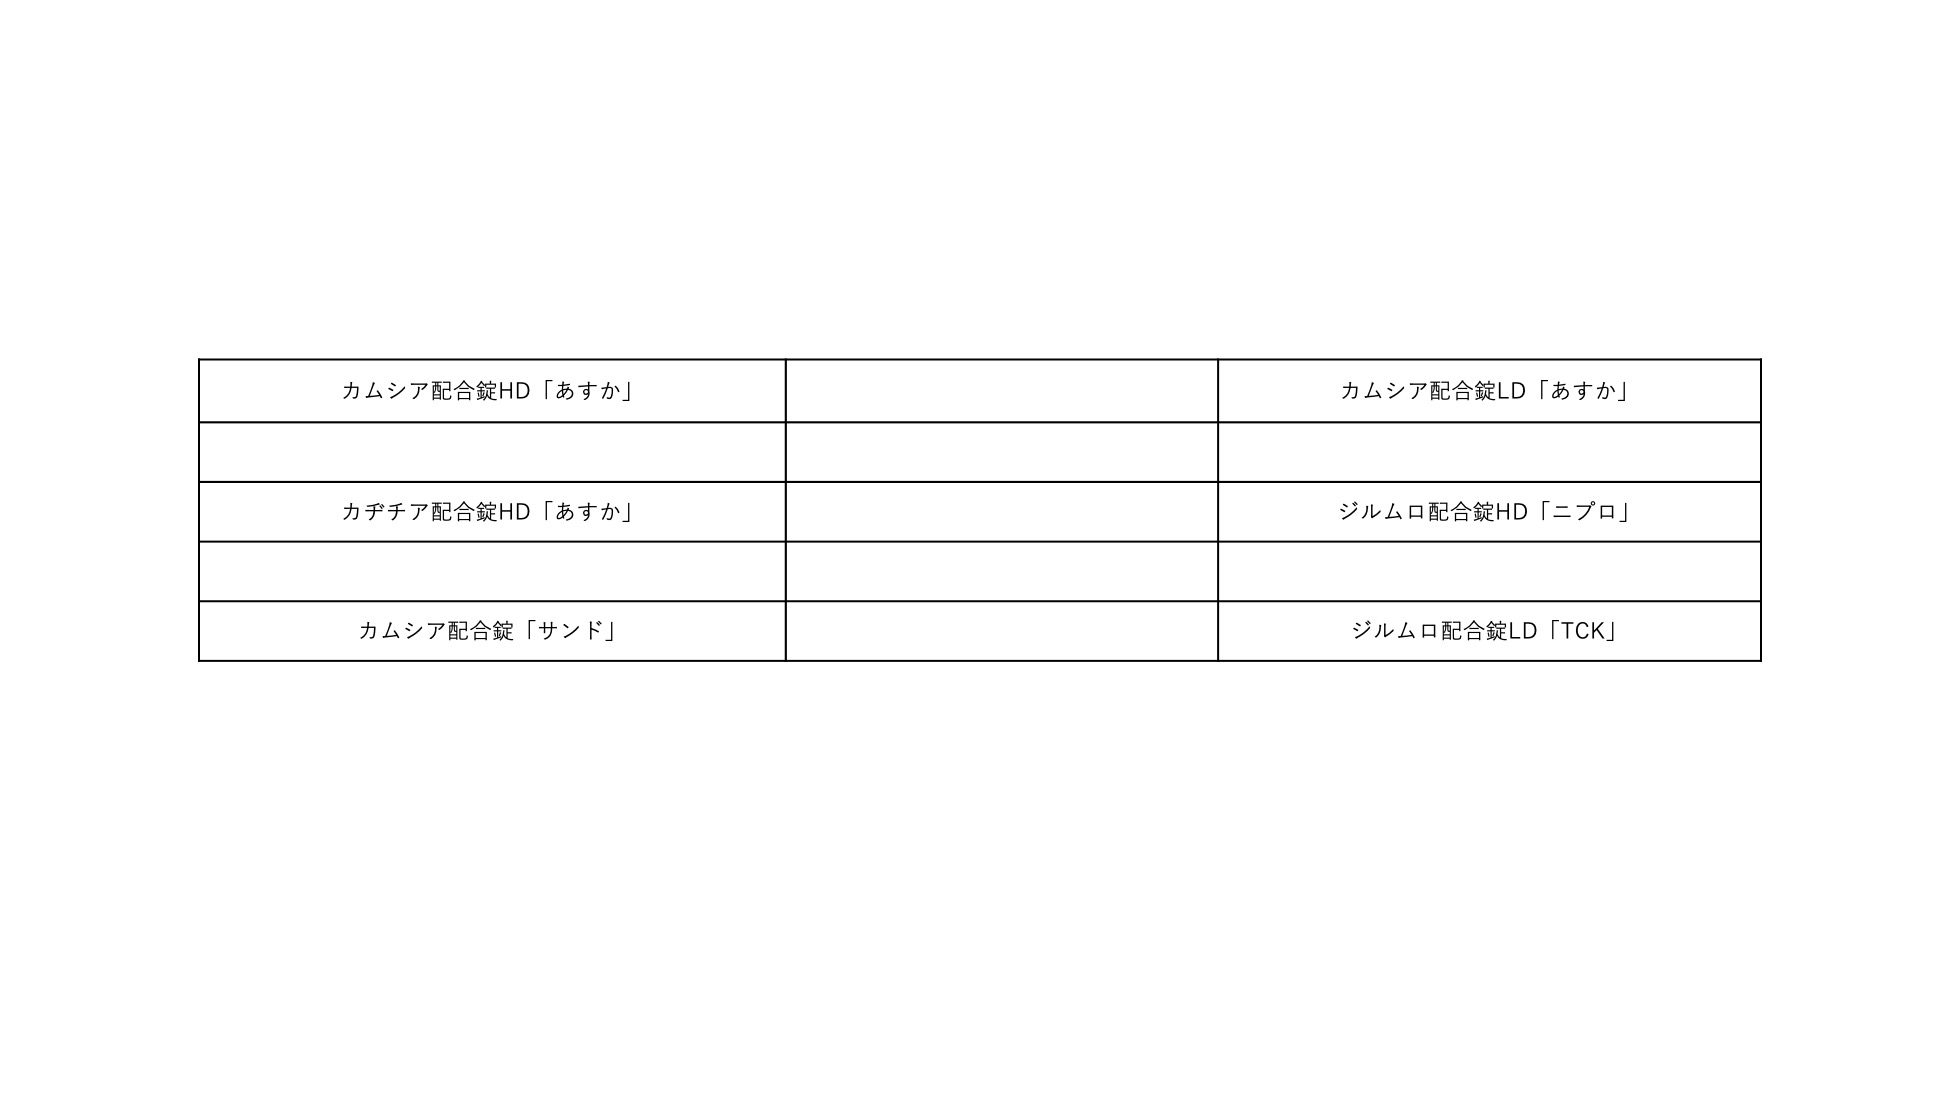 カムシア配合錠HD「あすか」
カムシア配合錠LD「あすか」
カヂチア配合錠HD「あすか」
ジルムロ配合錠HD「ニプロ」
カムシア配合錠「サンド」
ジルムロ配合錠LD「TCK」